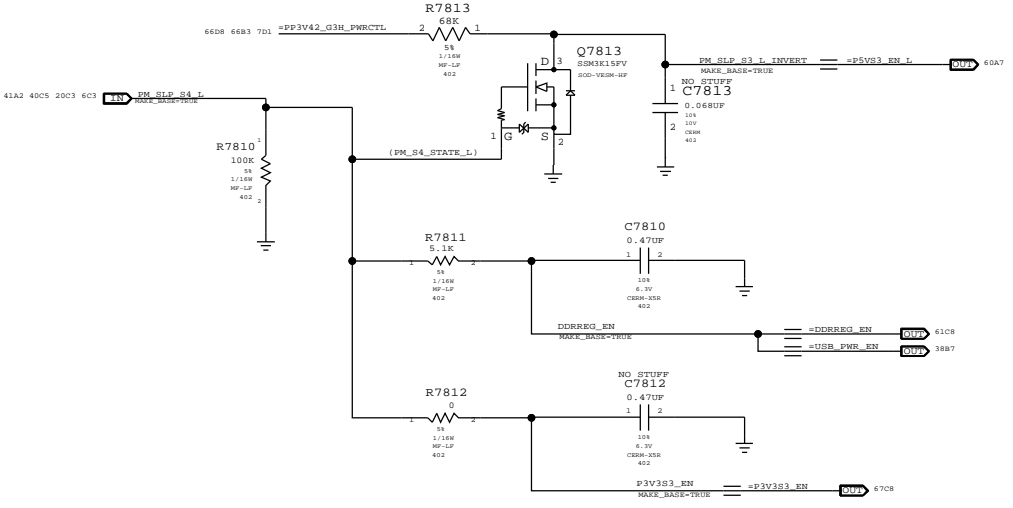 R7813
68K
66D8 66B3 7D1
=PP3V42_G3H_PWRCTL
2
1
5%
1/16W
MF-LF
402
Q7813
SSM3K15FV
SOD-VESM-HF
D
3
1
G
S
2
PM_SLP_S3_L_INVERT
MAKE_BASE=TRUE
=P5VS3_EN_L
OUT
60A7
1
NO STUFF
C7813
0.068UF
10%
10V
CERM
402
2
41A2 40C5 20C3 6C3
IN
PM_SLP_S4_L
MAKE_BASE=TRUE
R7810
1
100K
5%
1/16W
MF-LF
402
2
(PM_S4_STATE_L)
R7811
5.1K
1
2
5%
1/16W
MF-LF
402
C7810
0.47UF
1
2
10%
6.3V
CERM-X5R
402
DDRREG_EN
MAKE_BASE=TRUE
=DDRREG_EN
OUT
61C8
=USB_PWR_EN
OUT
38B7
R7812
0
1
2
5%
1/16W
MF-LF
402
NO STUFF
C7812
0.47UF
1
2
10%
6.3V
CERM-X5R
402
P3V3S3_EN
MAKE_BASE=TRUE
=P3V3S3_EN
OUT
67C8